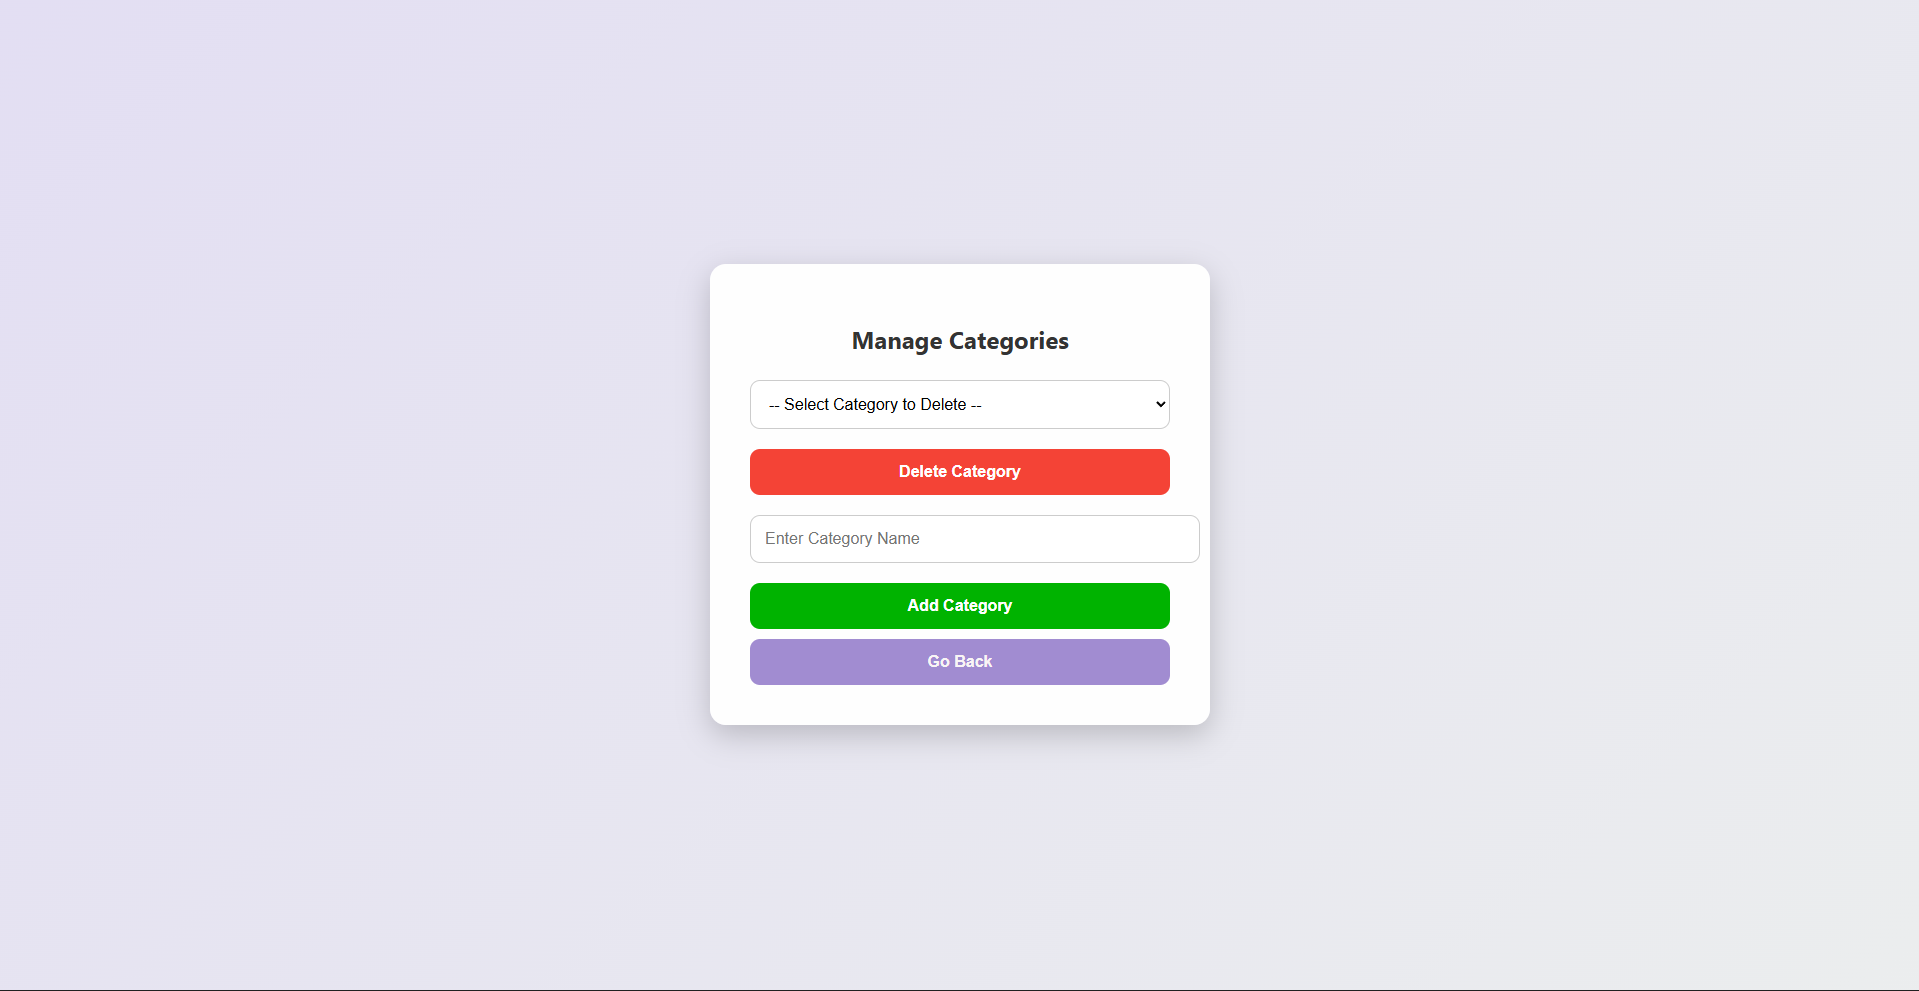 Manage Categories
-- Select Category to Delete --
Delete Category
Enter Category Name
Add Category
Go Back